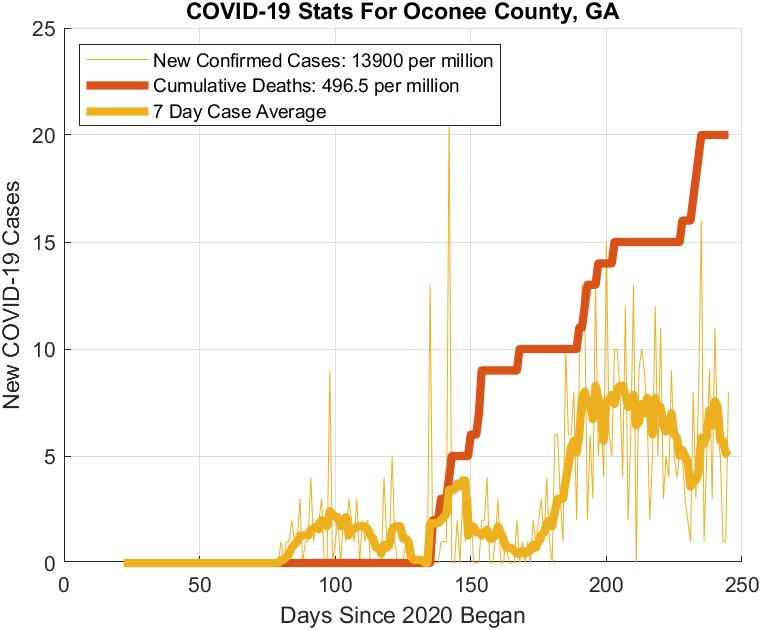 COVID-19 Stats For Oconee County, GA
25
20
15
10
5
0
New COVID-19 Cases
New Confirmed Cases: 13900 per million
Cumulative Deaths: 496.5 per million
7 Day Case Average
0 50 100 150 200 250
Days Since 2020 Began